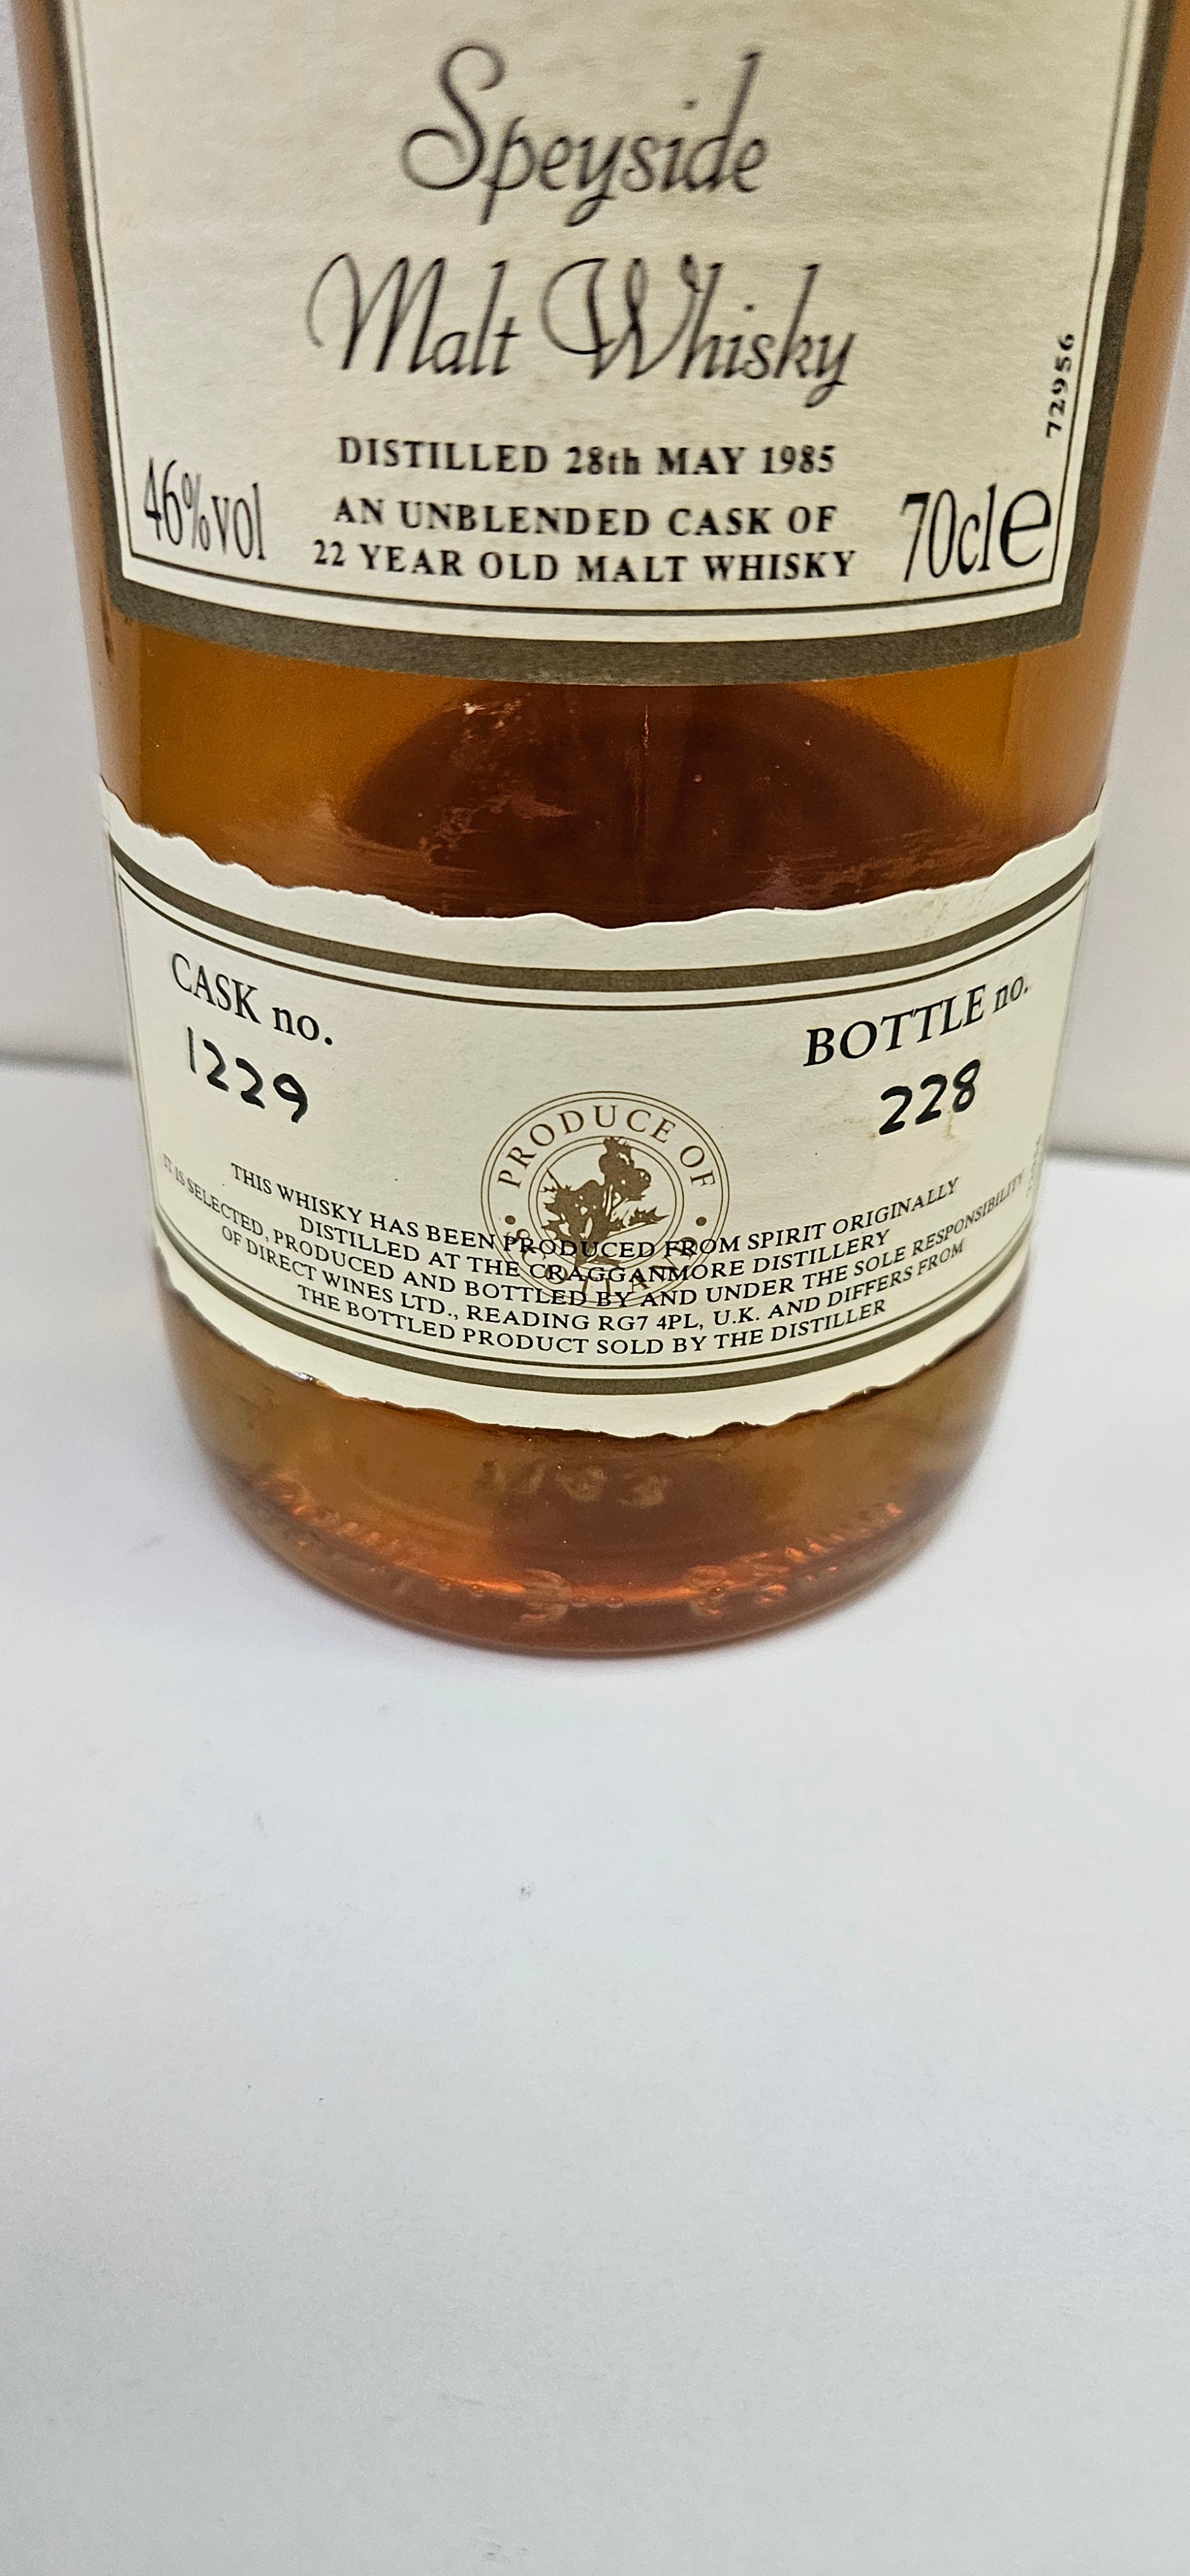 Speyside
Malt Whisky
72956
DISTILLED 28th MAY 1985
46%vol
AN UNBLENDED CASK OF
22 YEAR OLD MALT WHISKY
70cle
CASK no.
1229
BOTTLE no.
228
PRODUCE OF
THIS WHISKY HAS BEEN PRODUCED FROM SPIRIT ORIGINALLY
DISTILLED AT THE CRAGGANMORE DISTILLERY
IT IS SELECTED, PRODUCED AND BOTTLED BY AND UNDER THE SOLE RESPONSIBILITY
OF DIRECT WINES LTD., READING RG7 4PL, U.K. AND DIFFERS FROM
THE BOTTLED PRODUCT SOLD BY THE DISTILLER